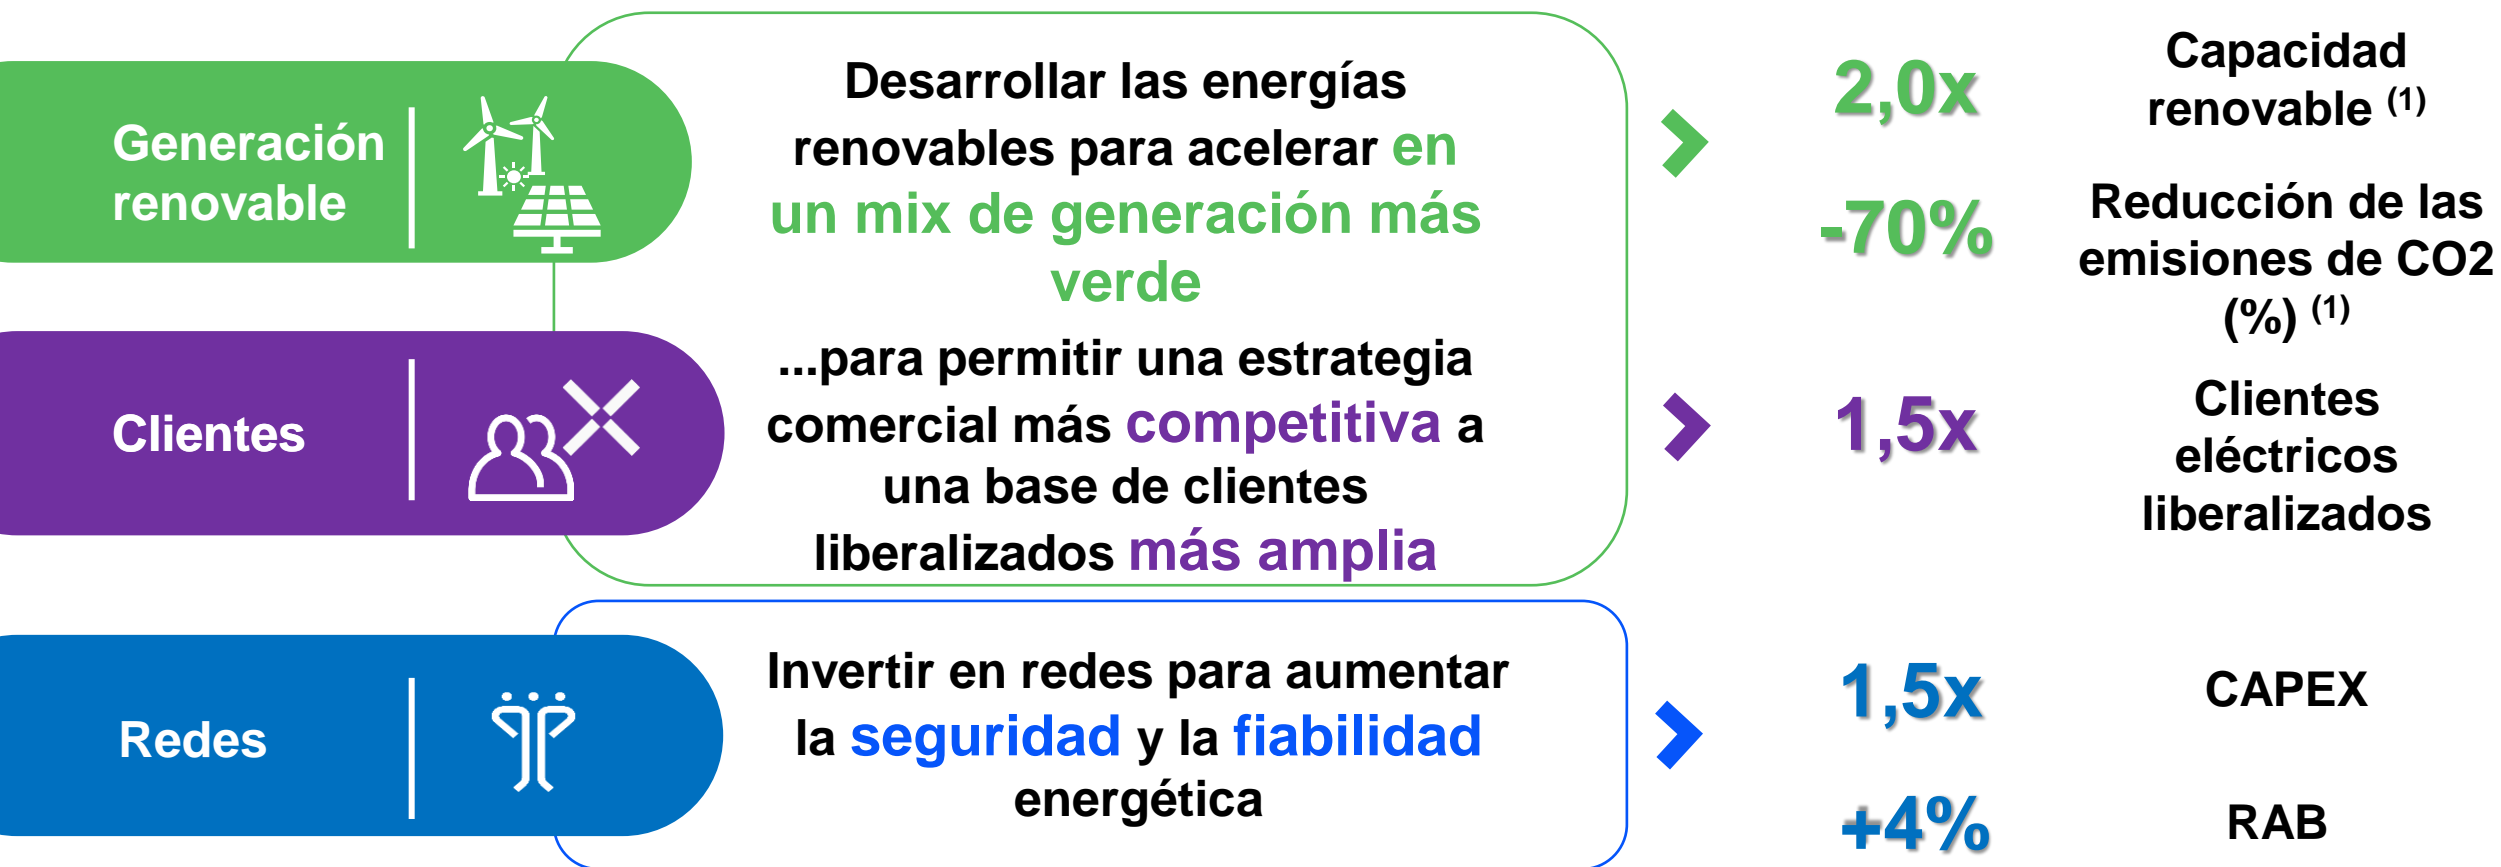 Generación
renovable
Desarrollar las energías
renovables para acelerar en
un mix de generación más
verde
2,0x
Capacidad
renovable (1)
-70%
Reducción de las
emisiones de CO2
(%) (1)
Clientes
...para permitir una estrategia
comercial más competitiva a
una base de clientes
liberalizados más amplia
1,5x
Clientes
eléctricos
liberalizados
Redes
Invertir en redes para aumentar
la seguridad y la fiabilidad
energética
1,5x
CAPEX
+4%
RAB